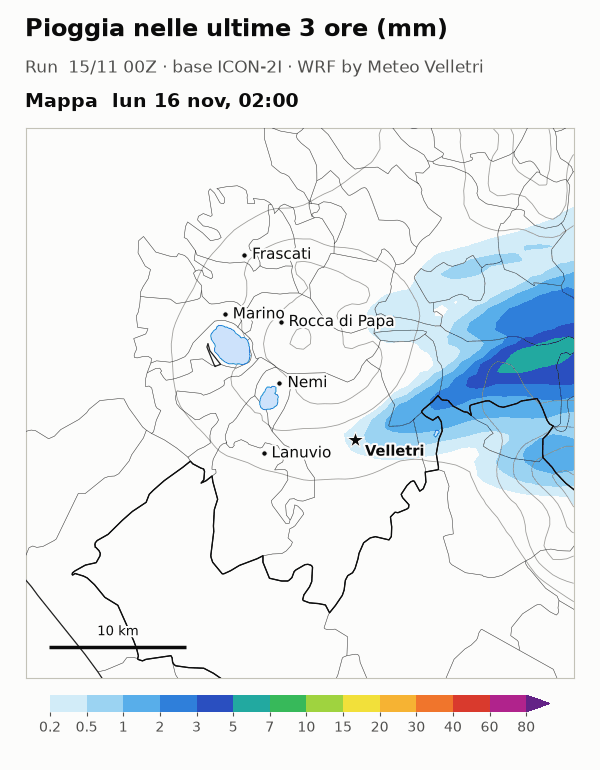 Pioggia nelle ultime 3 ore (mm)
Run  15/11 00Z · base ICON-2I · WRF by Meteo Velletri
Mappa  lun 16 nov, 02:00
Frascati
Marino
Rocca di Papa
Nemi
Velletri
Lanuvio
10 km
0.2 0.5 1 2 3 5 7 10 15 20 30 40 60 80